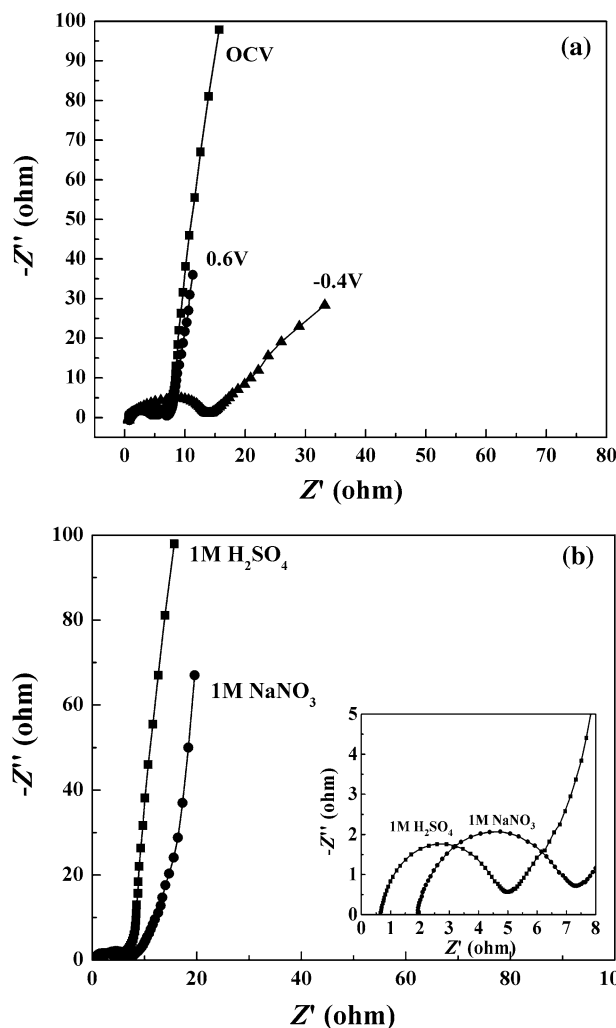 (a)
OCV
0.6V
-0.4V
-Z'' (ohm)
100
90
80
70
60
50
40
30
20
10
0
0 10 20 30 40 50 60 70 80
Z' (ohm)
(b)
1M H₂SO₄
1M NaNO₃
-Z'' (ohm)
100
80
60
40
20
0
0 20 40 60 80 10
Z' (ohm)
-Z'' (ohm)
5
4
3
2
1
0
1M H₂SO₄
1M NaNO₃
0 1 2 3 4 5 6 7 8
Z' (ohm)